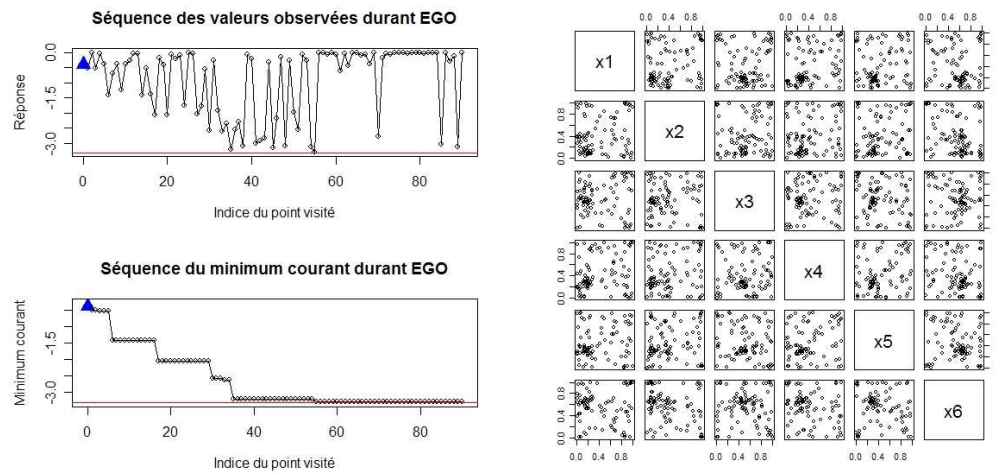 Séquence des valeurs observées durant EGO
Réponse
0.0
-1.5
-3.0
0 20 40 60 80
Indice du point visité
Séquence du minimum courant durant EGO
Minimum courant
-1.5
-3.0
0 20 40 60 80
Indice du point visité
0.0 0.4 0.8 0.0 0.4 0.8 0.0 0.4 0.8
x1
0.0 0.4 0.8
x2
x3
0.0 0.4 0.8
x4
x5
0.0 0.4 0.8
x6
0.0 0.4 0.8 0.0 0.4 0.8 0.0 0.4 0.8